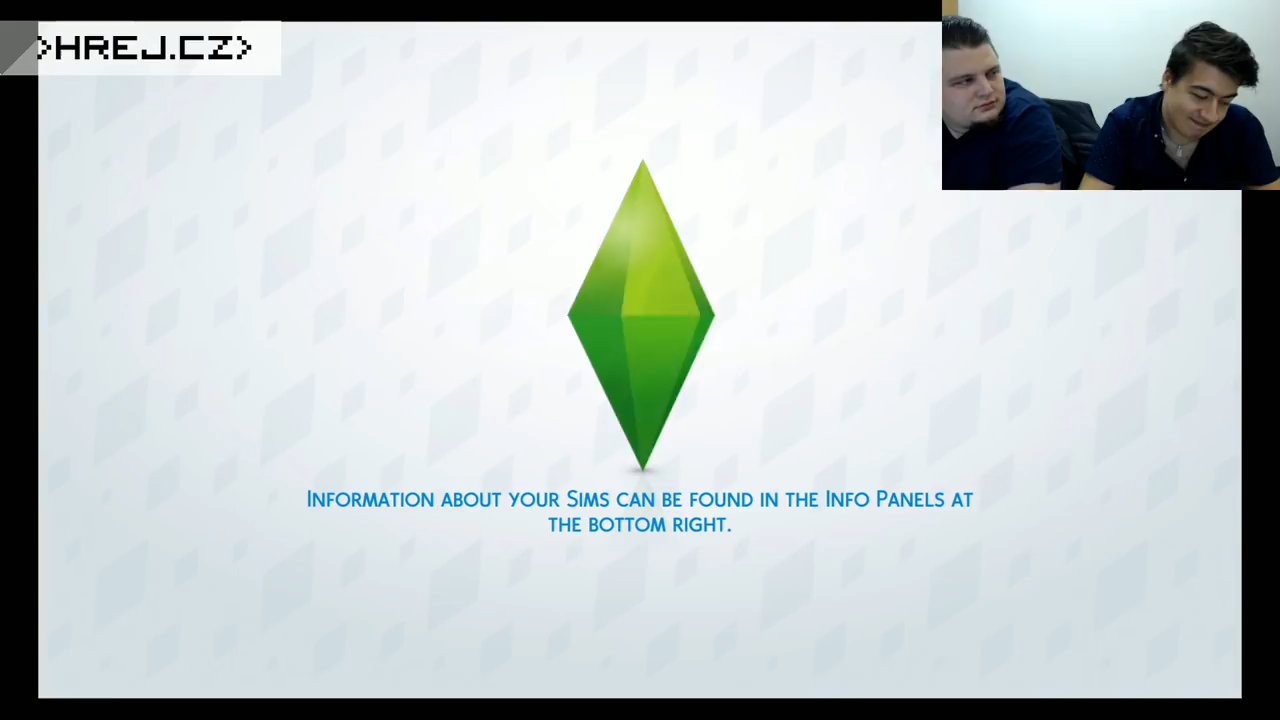 >HREJ.CZ>
INFORMATION ABOUT YOUR SIMS CAN BE FOUND IN THE INFO PANELS AT
THE BOTTOM RIGHT.